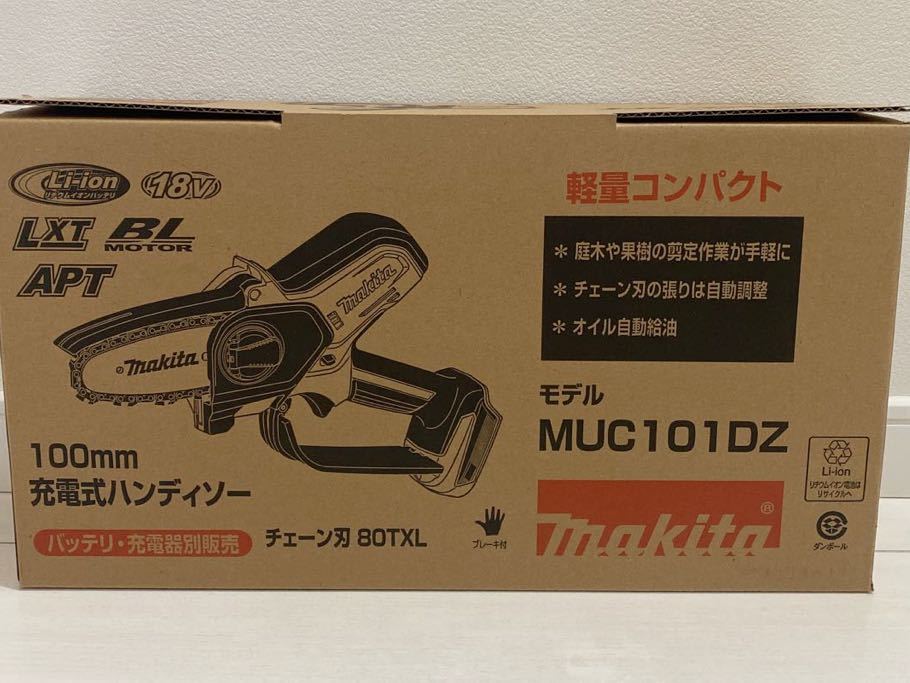 Li-ion
リチウムイオンバッテリ
18V
LXT
BL
MOTOR
APT
makita
makita
100mm
充電式ハンディソー
バッテリ・充電器別販売
チェーン刃 80TXL
ブレーキ付
軽量コンパクト
* 庭木や果樹の剪定作業が手軽に
* チェーン刃の張りは自動調整
* オイル自動給油
モデル
MUC101DZ
makita®
Li-ion
リチウムイオン電池は
リサイクルへ
ダンボール